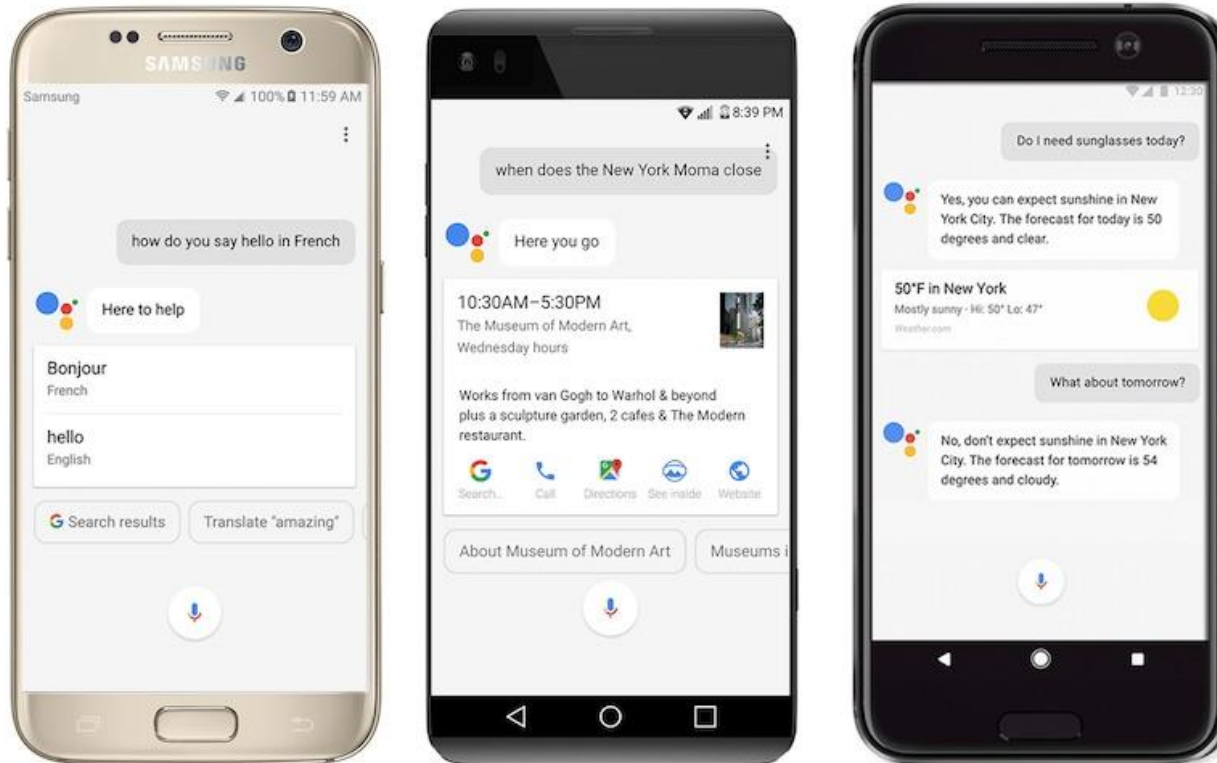 SAMSUNG
Samsung
100% 11:59 AM
how do you say hello in French
Here to help
Bonjour
French
hello
English
G Search results
Translate "amazing"
8:39 PM
when does the New York Moma close
Here you go
10:30AM–5:30PM
The Museum of Modern Art,
Wednesday hours
Works from van Gogh to Warhol & beyond
plus a sculpture garden, 2 cafes & The Modern
restaurant.
G
Search..
Call
Directions
See inside
Website
About Museum of Modern Art
Museums i
12:30
Do I need sunglasses today?
Yes, you can expect sunshine in New
York City. The forecast for today is 50
degrees and clear.
50°F in New York
Mostly sunny - Hi: 50° Lo: 47°
Weather.com
What about tomorrow?
No, don't expect sunshine in New York
City. The forecast for tomorrow is 54
degrees and cloudy.